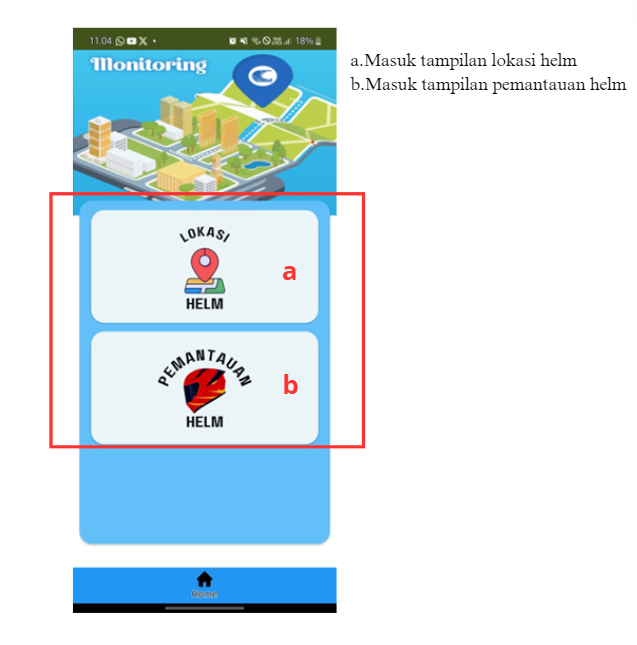 11.04 18%
Monitoring
a.Masuk tampilan lokasi helm
b.Masuk tampilan pemantauan helm
LOKASI
HELM
a
PEMANTAUAN
HELM
b
Home